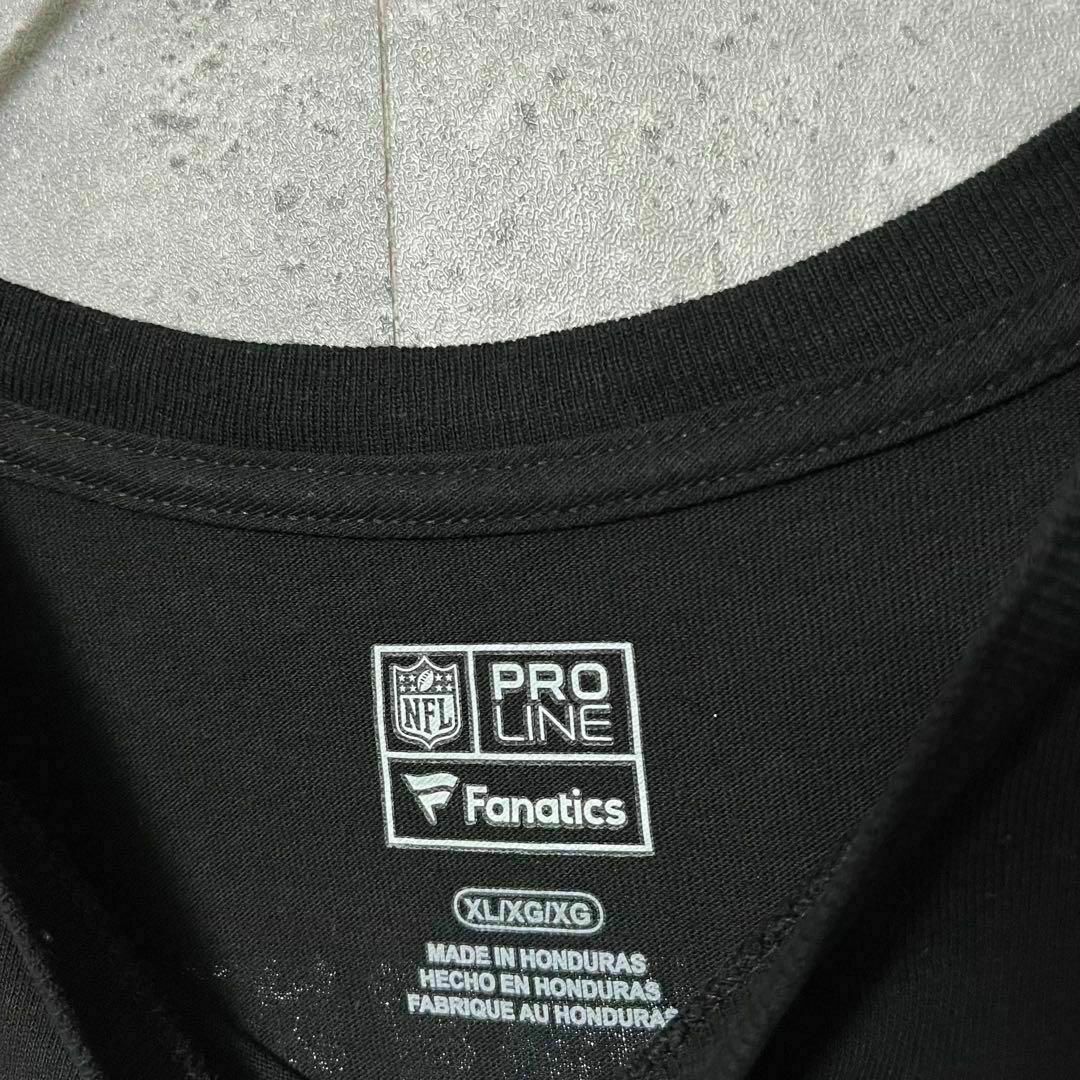 NFL
PRO
LINE
Fanatics
XL/XG/XG
MADE IN HONDURAS
HECHO EN HONDURAS
FABRIQUE AU HONDURAS